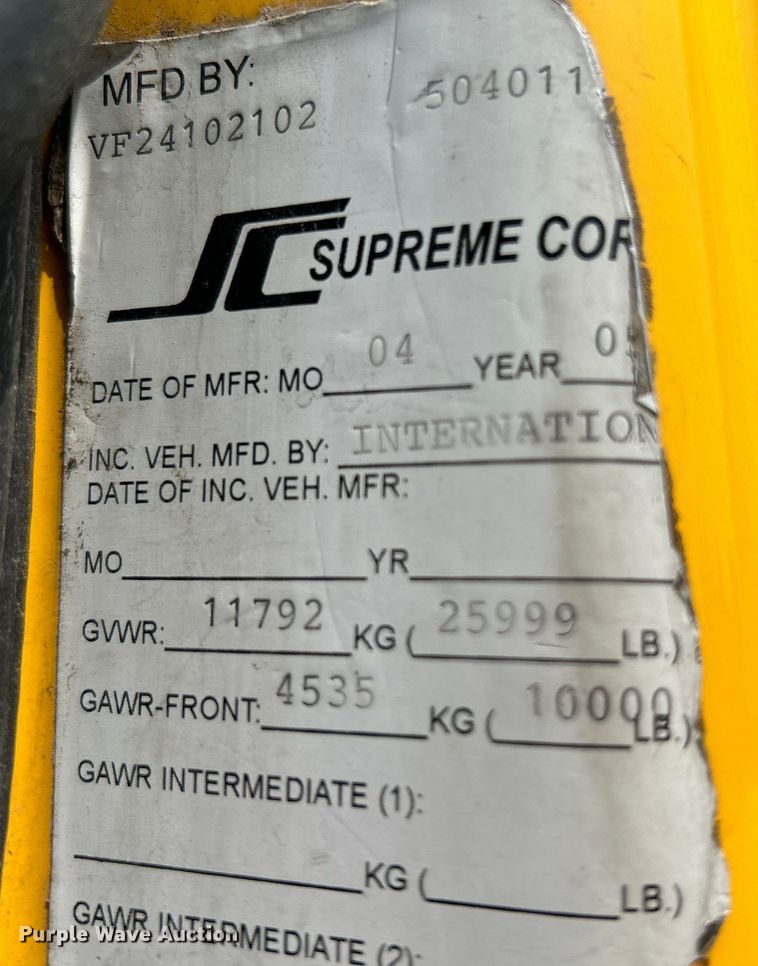 MFD BY:
VF24102102 504011
SC SUPREME COR
DATE OF MFR: MO 04 YEAR 0
INC. VEH. MFD. BY: INTERNATION
DATE OF INC. VEH. MFR:
MO YR
GVWR: 11792 KG ( 25999 LB.)
GAWR-FRONT: 4535 KG ( 10000 LB.)
GAWR INTERMEDIATE (1):
KG ( LB.)
GAWR INTERMEDIATE (2):
Purple Wave Auction